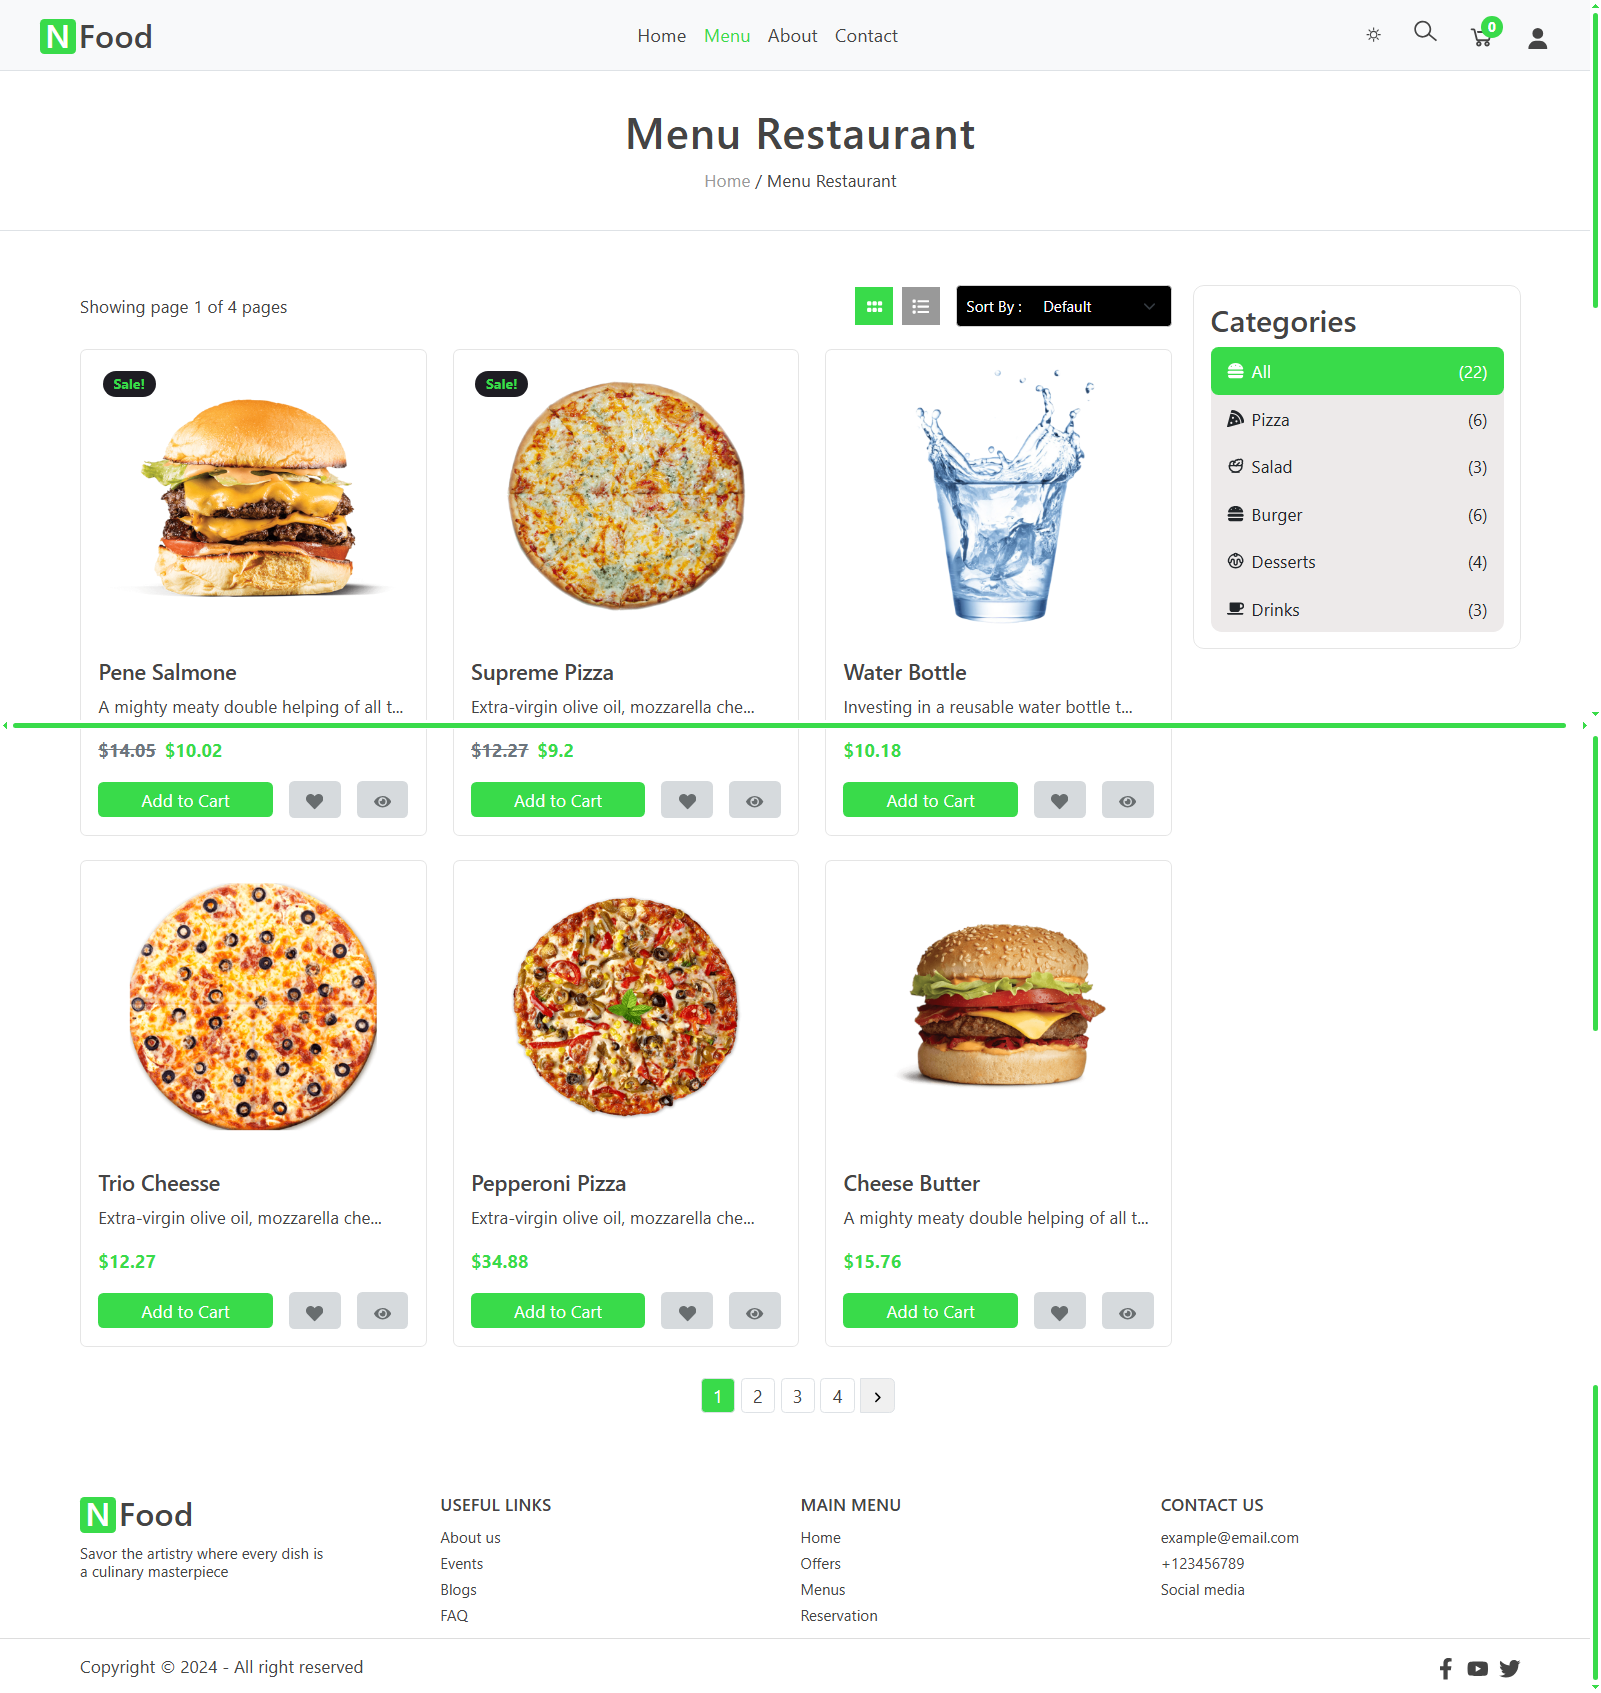 N Food
Home Menu About Contact
0
Menu Restaurant
Home / Menu Restaurant
Showing page 1 of 4 pages
Sort By : Default
Categories
All (22)
Pizza (6)
Salad (3)
Burger (6)
Desserts (4)
Drinks (3)
Sale!
Pene Salmone
A mighty meaty double helping of all t...
$14.05 $10.02
Add to Cart
Sale!
Supreme Pizza
Extra-virgin olive oil, mozzarella che...
$12.27 $9.2
Add to Cart
Water Bottle
Investing in a reusable water bottle t...
$10.18
Add to Cart
Trio Cheesse
Extra-virgin olive oil, mozzarella che...
$12.27
Add to Cart
Pepperoni Pizza
Extra-virgin olive oil, mozzarella che...
$34.88
Add to Cart
Cheese Butter
A mighty meaty double helping of all t...
$15.76
Add to Cart
1 2 3 4 ›
N Food
Savor the artistry where every dish is
a culinary masterpiece
USEFUL LINKS
About us
Events
Blogs
FAQ
MAIN MENU
Home
Offers
Menus
Reservation
CONTACT US
example@email.com
+123456789
Social media
Copyright © 2024 - All right reserved